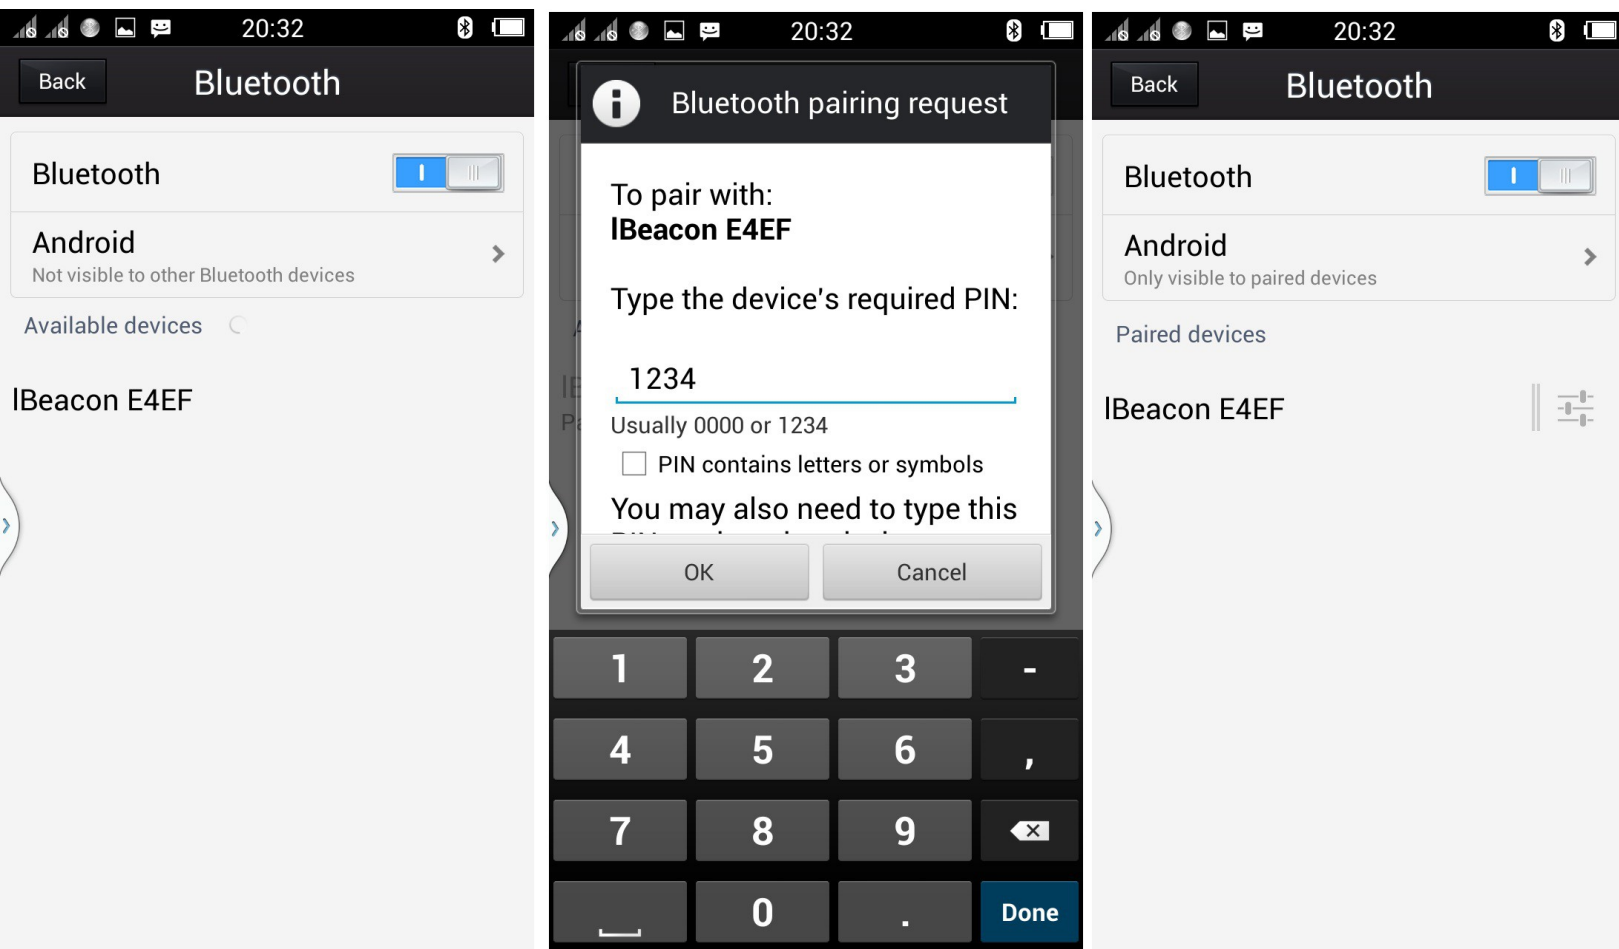 20:32
Back
Bluetooth
Bluetooth
Android
Not visible to other Bluetooth devices
Available devices
lBeacon E4EF
20:32
Bluetooth pairing request
To pair with:
lBeacon E4EF
Type the device's required PIN:
1234
Usually 0000 or 1234
PIN contains letters or symbols
You may also need to type this
OK
Cancel
1 2 3 -
4 5 6 ,
7 8 9
0 .
Done
20:32
Back
Bluetooth
Bluetooth
Android
Only visible to paired devices
Paired devices
lBeacon E4EF